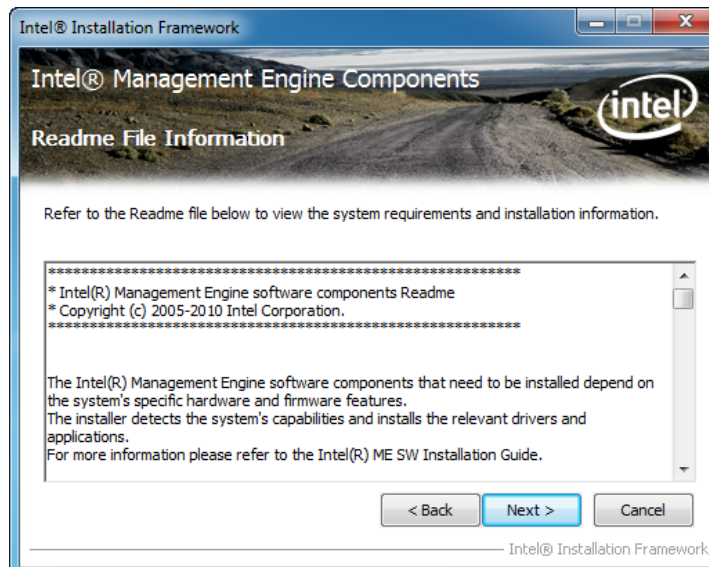 Intel® Installation Framework
Intel® Management Engine Components
intel
Readme File Information
Refer to the Readme file below to view the system requirements and installation information.
*********************************************************
* Intel(R) Management Engine software components Readme
* Copyright (c) 2005-2010 Intel Corporation.
*********************************************************
The Intel(R) Management Engine software components that need to be installed depend on
the system's specific hardware and firmware features.
The installer detects the system's capabilities and installs the relevant drivers and
applications.
For more information please refer to the Intel(R) ME SW Installation Guide.
< Back Next > Cancel
Intel® Installation Framework